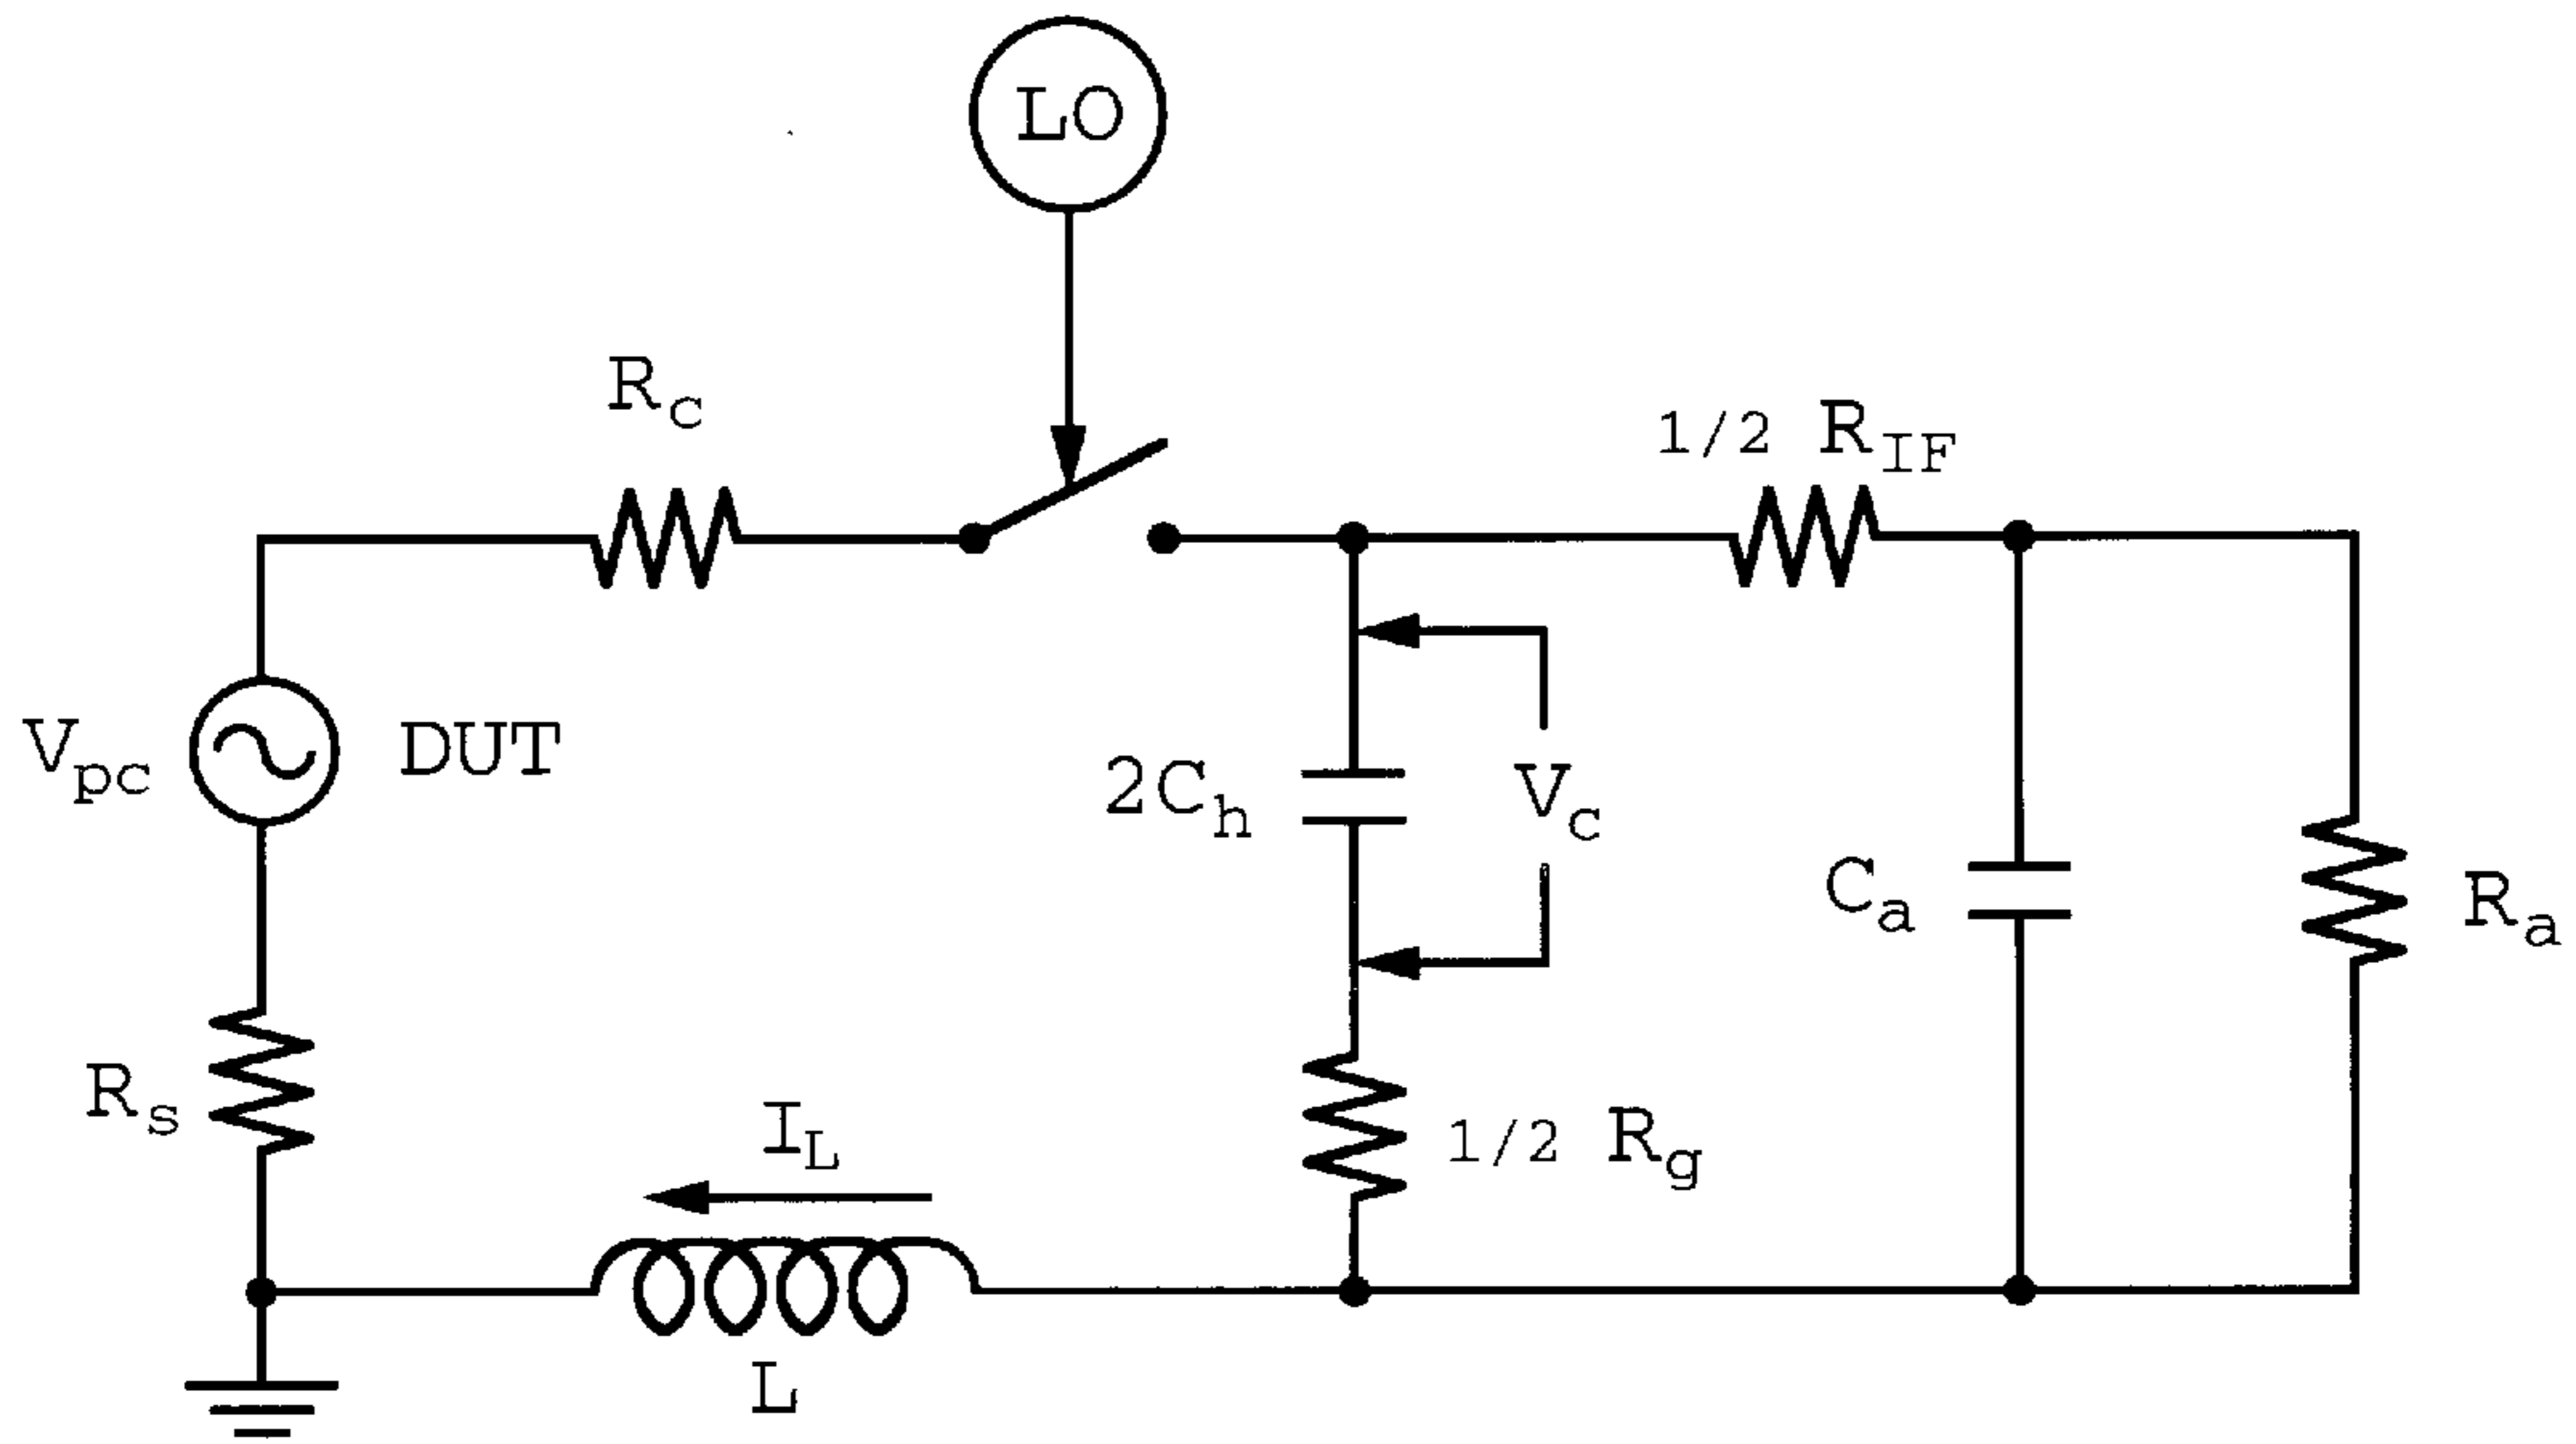 LO
R_c
1/2 R_IF
V_pc
DUT
2C_h
V_c
C_a
R_a
R_s
I_L
1/2 R_g
L